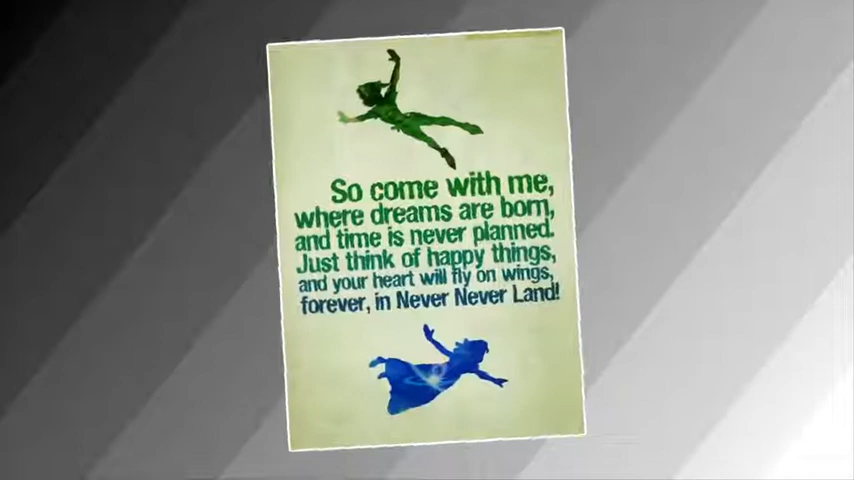 So come with me,
where dreams are born,
and time is never planned.
Just think of happy things,
and your heart will fly on wings,
forever, in Never Never Land!